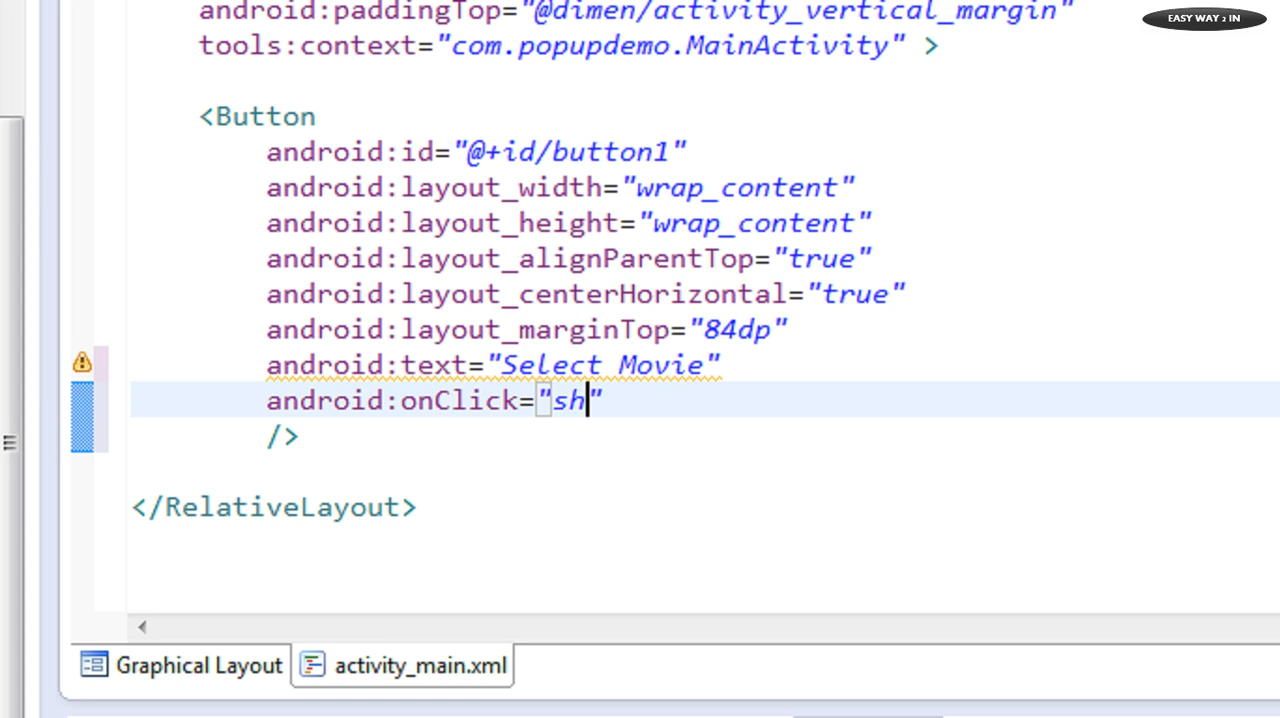 android:paddingTop="@dimen/activity_vertical_margin"
EASY WAY 2 IN
tools:context="com.popupdemo.MainActivity" >
<Button
android:id="@+id/button1"
android:layout_width="wrap_content"
android:layout_height="wrap_content"
android:layout_alignParentTop="true"
android:layout_centerHorizontal="true"
android:layout_marginTop="84dp"
android:text="Select Movie"
android:onClick="sh"
/>
</RelativeLayout>
Graphical Layout
activity_main.xml